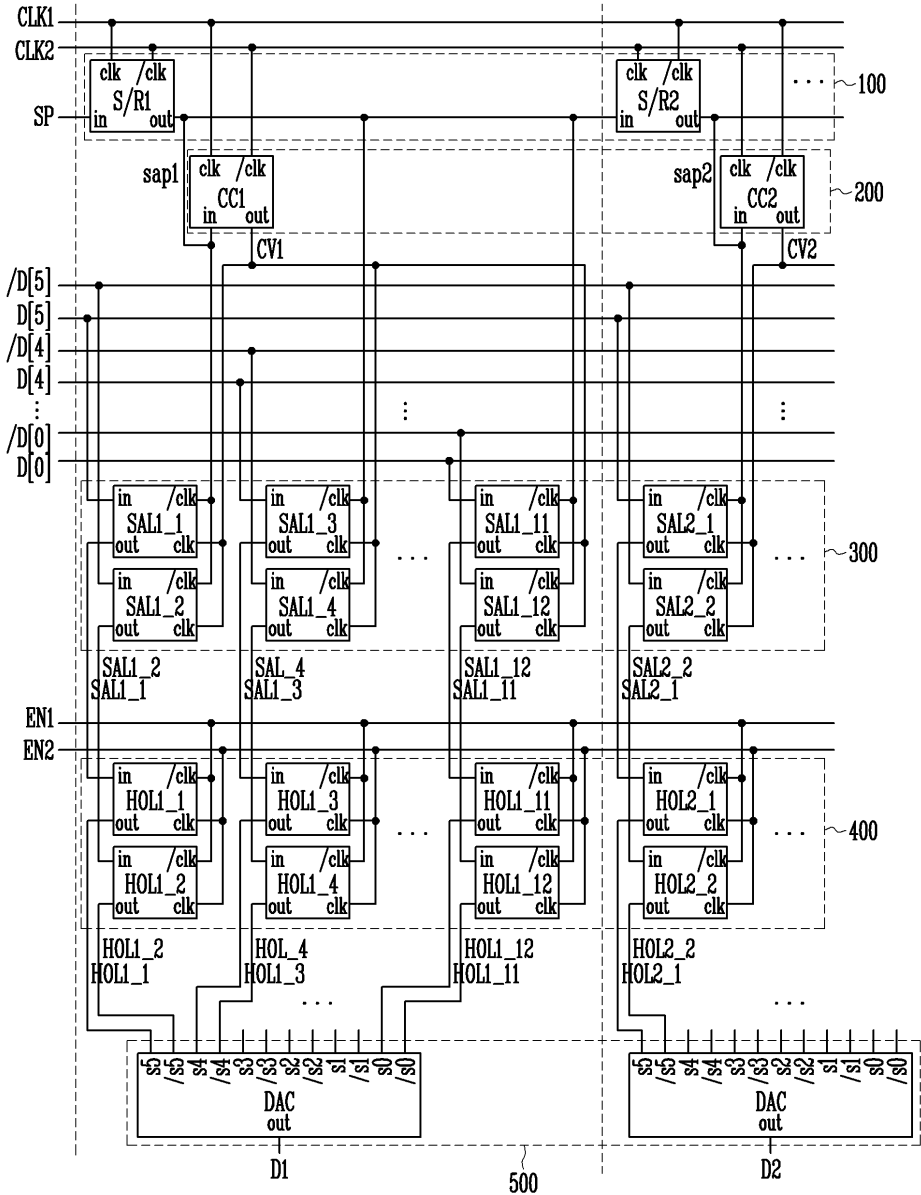 CLK1
CLK2
clk /clk clk /clk
S/R1 S/R2 ... 100
SP in out in out
sap1 clk /clk sap2 clk /clk
CC1 CC2 200
in out in out
CV1 CV2
/D[5]
D[5]
/D[4]
D[4]
/D[0]
D[0]
in /clk in /clk in /clk in /clk
SAL1_1 SAL1_3 SAL1_11 SAL2_1
out clk out clk out clk out clk
... ... 300
in /clk in /clk in /clk in /clk
SAL1_2 SAL1_4 SAL1_12 SAL2_2
out clk out clk out clk out clk
SAL1_2 SAL_4 SAL1_12 SAL2_2
SAL1_1 SAL1_3 SAL1_11 SAL2_1
EN1
EN2
in /clk in /clk in /clk in /clk
HOL1_1 HOL1_3 HOL1_11 HOL2_1
out clk out clk out clk out clk
... ... 400
in /clk in /clk in /clk in /clk
HOL1_2 HOL1_4 HOL1_12 HOL2_2
out clk out clk out clk out clk
HOL1_2 HOL_4 HOL1_12 HOL2_2
HOL1_1 HOL1_3 HOL1_11 HOL2_1
... ...
s5 /s5 s4 /s4 s3 /s3 s2 /s2 s1 /s1 s0 /s0 s5 /s5 s4 /s4 s3 /s3 s2 /s2 s1 /s1 s0 /s0
DAC DAC
out out
D1 500 D2